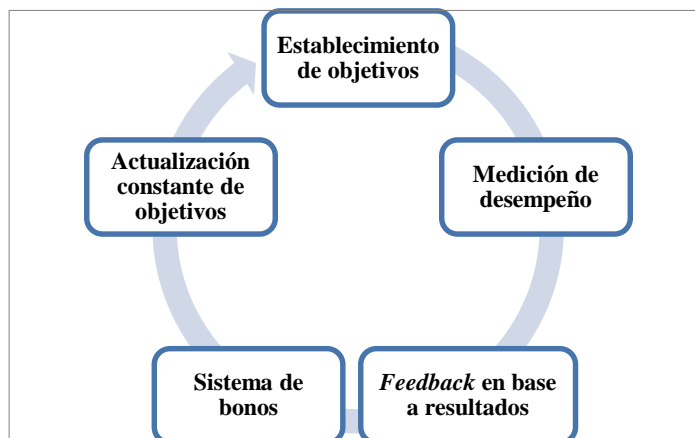 Establecimiento
de objetivos
Medición de
desempeño
Feedback en base
a resultados
Sistema de
bonos
Actualización
constante de
objetivos